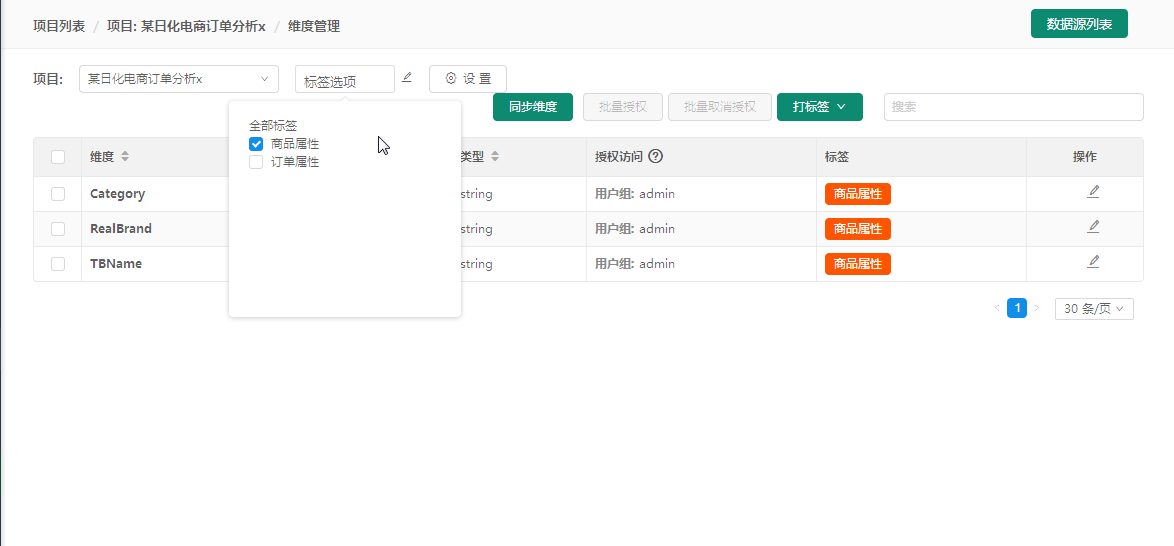 项目列表 / 项目: 某日化电商订单分析x / 维度管理
数据源列表
项目: 某日化电商订单分析x 标签选项 设 置
同步维度 批量授权 批量取消授权 打标签 搜索
全部标签
商品属性
订单属性
维度 类型 授权访问 标签 操作
Category string 用户组: admin 商品属性
RealBrand string 用户组: admin 商品属性
TBName string 用户组: admin 商品属性
1 30 条/页